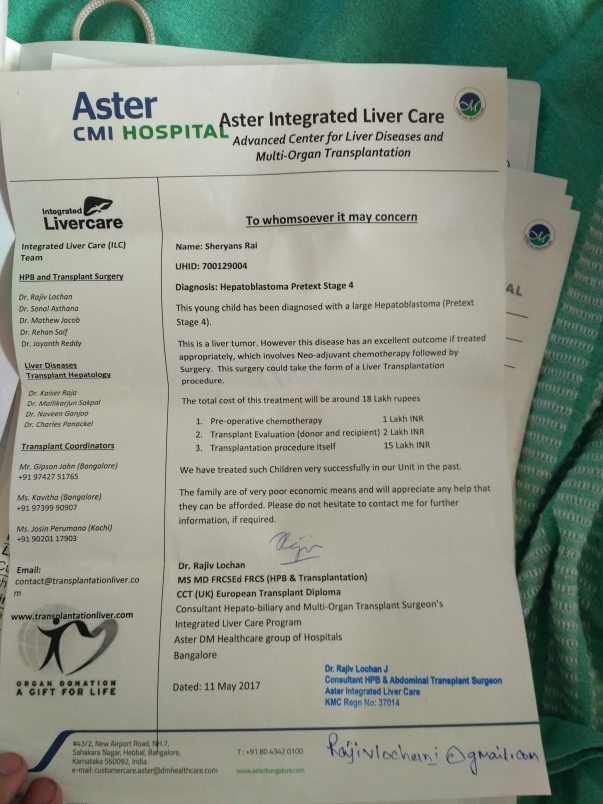 Aster
CMI HOSPITAL
Aster Integrated Liver Care
Advanced Center for Liver Diseases and
Multi-Organ Transplantation
Integrated
Livercare
Integrated Liver Care (ILC)
Team
HPB and Transplant Surgery
Dr. Rajiv Lochan
Dr. Sonal Asthana
Dr. Mathew Jacob
Dr. Rehan Saif
Dr. Jayanth Reddy
Liver Diseases
Transplant Hepatology
Dr. Kaiser Raja
Dr. Mallikarjun Sakpal
Dr. Naveen Ganjoo
Dr. Charles Panackel
Transplant Coordinators
Mr. Gipson John (Bangalore)
+91 97427 51765
Ms. Kavitha (Bangalore)
+91 97399 90907
Ms. Josin Perumana (Kochi)
+91 90201 17903
Email:
contact@transplantationliver.co
m
www.transplantationliver.com
ORGAN DONATION
A GIFT FOR LIFE
To whomsoever it may concern
Name: Sheryans Rai
UHID: 700129004
Diagnosis: Hepatoblastoma Pretext Stage 4
This young child has been diagnosed with a large Hepatoblastoma (Pretext
Stage 4).
This is a liver tumor. However this disease has an excellent outcome if treated
appropriately, which involves Neo-adjuvant chemotherapy followed by
Surgery. This surgery could take the form of a Liver Transplantation
procedure.
The total cost of this treatment will be around 18 Lakh rupees
1. Pre-operative chemotherapy 1 Lakh INR
2. Transplant Evaluation (donor and recipient) 2 Lakh INR
3. Transplantation procedure itself 15 Lakh INR
We have treated such Children very successfully in our Unit in the past.
The family are of very poor economic means and will appreciate any help that
they can be afforded. Please do not hesitate to contact me for further
information, if required.
Rajiv
Dr. Rajiv Lochan
MS MD FRCSEd FRCS (HPB & Transplantation)
CCT (UK) European Transplant Diploma
Consultant Hepato-biliary and Multi-Organ Transplant Surgeon's
Integrated Liver Care Program
Aster DM Healthcare group of Hospitals
Bangalore
Dated: 11 May 2017
Dr. Rajiv Lochan J
Consultant HPB & Abdominal Transplant Surgeon
Aster Integrated Liver Care
KMC Regn No: 37014
#43/2, New Airport Road, NH.7,
Sahakara Nagar, Hebbal, Bangalore,
Karnataka 560092, India.
e-mail: customercare.aster@dmhealthcare.com
T : +91 80 4342 0100
www.asterbangalore.com
@gmail.com
AL